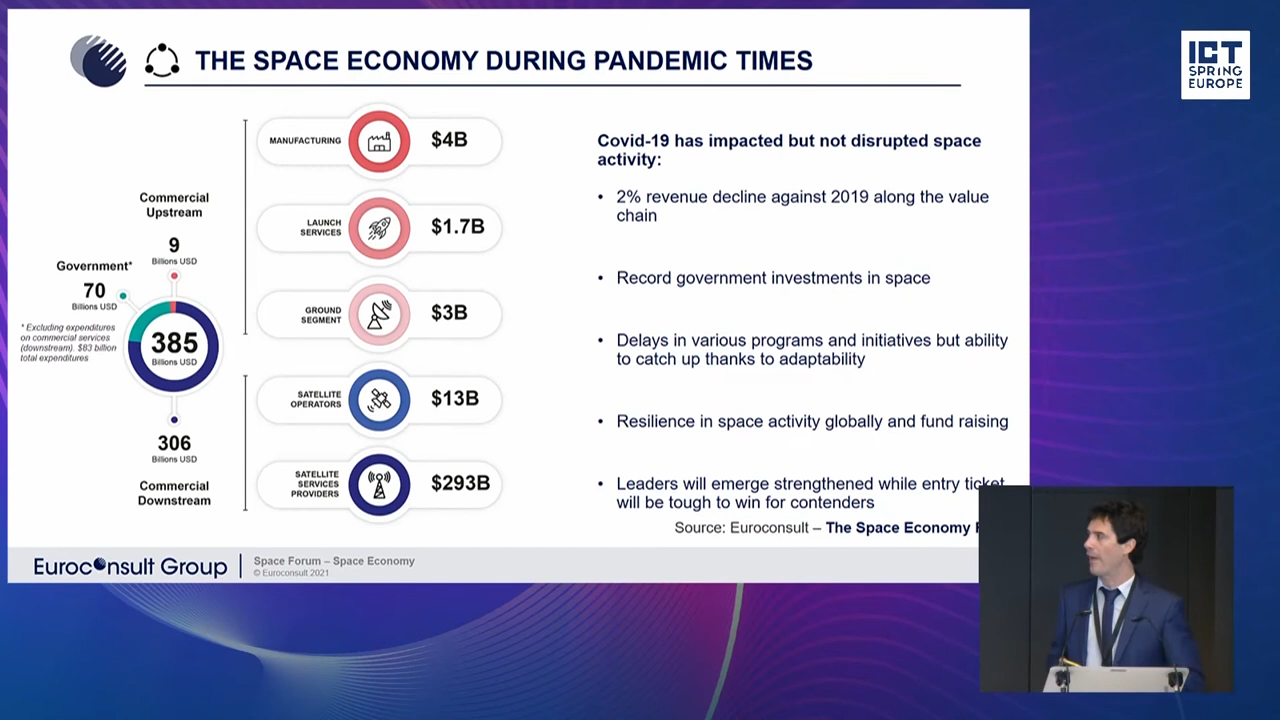 THE SPACE ECONOMY DURING PANDEMIC TIMES
ICT
SPRING
EUROPE
Commercial
Upstream
9
Billions USD
Government*
70
Billions USD
* Excluding expenditures
on commercial services
(downstream). $83 billion
total expenditures
385
Billions USD
306
Billions USD
Commercial
Downstream
MANUFACTURING
$4B
LAUNCH
SERVICES
$1.7B
GROUND
SEGMENT
$3B
SATELLITE
OPERATORS
$13B
SATELLITE
SERVICES
PROVIDERS
$293B
Covid-19 has impacted but not disrupted space
activity:
• 2% revenue decline against 2019 along the value
chain
• Record government investments in space
• Delays in various programs and initiatives but ability
to catch up thanks to adaptability
• Resilience in space activity globally and fund raising
• Leaders will emerge strengthened while entry ticket
will be tough to win for contenders
Source: Euroconsult – The Space Economy
Euroconsult Group
Space Forum – Space Economy
© Euroconsult 2021